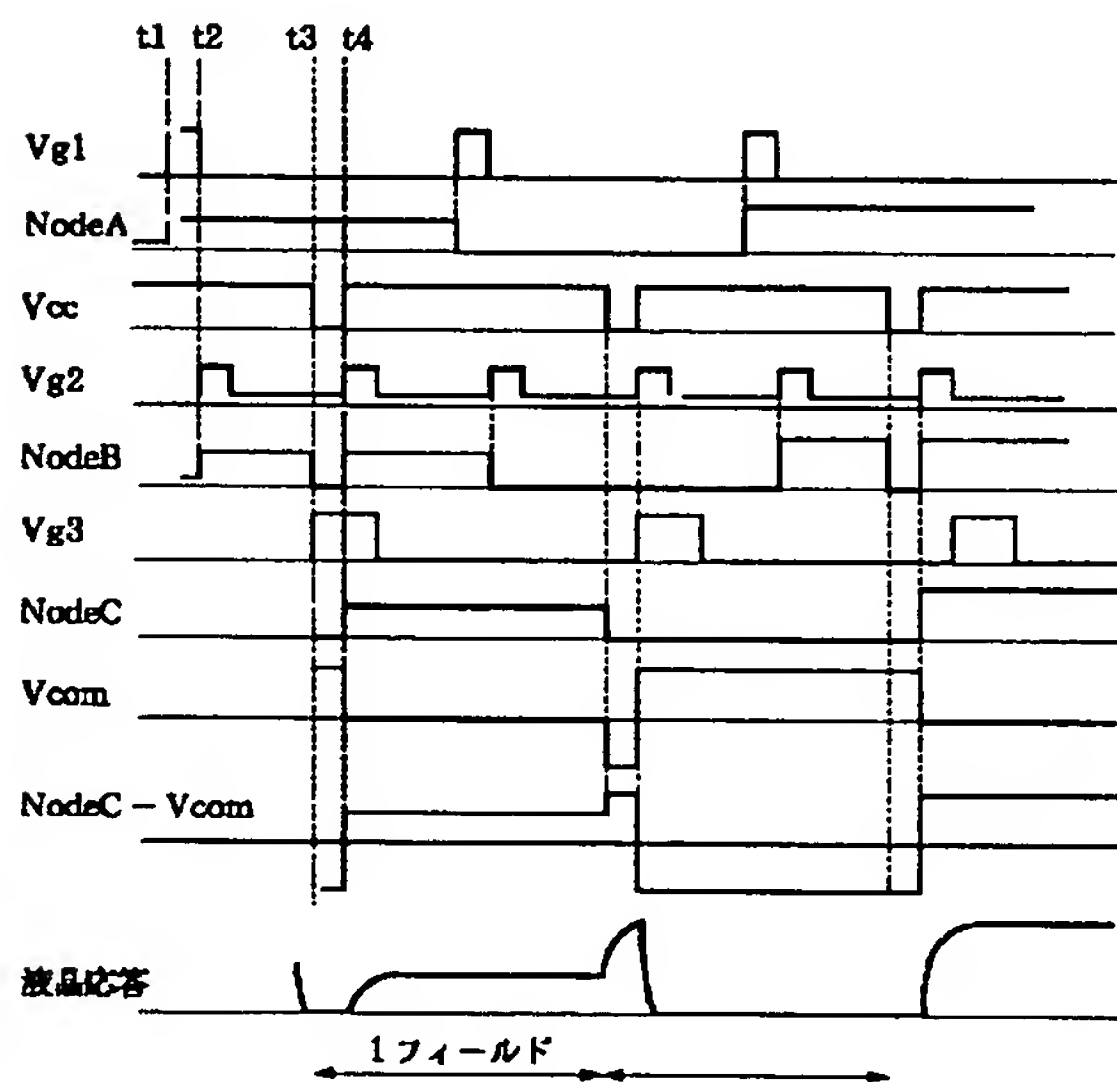 t1 t2 t3 t4
Vg1
NodeA
Vcc
Vg2
NodeB
Vg3
NodeC
Vcom
NodeC − Vcom
液晶応答
1フィールド